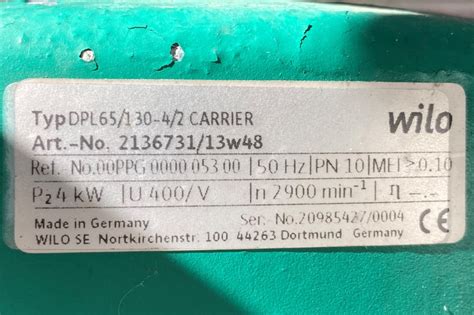 Typ DPL65/130-4/2 CARRIER
wilo
Art.-No. 2136731/13w48
Ref. No.00PPG 0000 053 00 50 Hz PN 10 MEI ≥ 0.10
P₂ 4 kW U 400/V n 2900 min⁻¹ η -.-
Made in Germany Ser.-No.20985427/0004
WILO SE Nortkirchenstr. 100 44263 Dortmund Germany CE